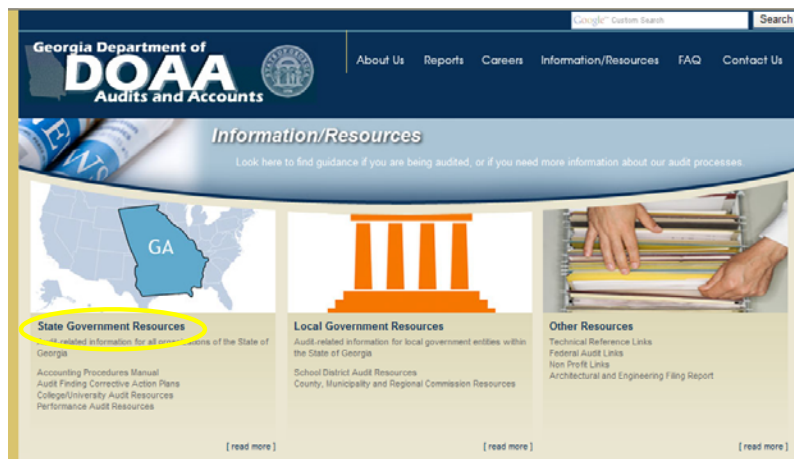 Google™ Custom Search
Search
Georgia Department of
DOAA
Audits and Accounts
About Us Reports Careers Information/Resources FAQ Contact Us
NEWS
Information/Resources
Look here to find guidance if you are being audited, or if you need more information about our audit processes
GA
State Government Resources
Audit-related information for all organizations of the State of
Georgia
Accounting Procedures Manual
Audit Finding Corrective Action Plans
College/University Audit Resources
Performance Audit Resources
[ read more ]
Local Government Resources
Audit-related information for local government entities within
the State of Georgia
School District Audit Resources
County, Municipality and Regional Commission Resources
[ read more ]
Other Resources
Technical Reference Links
Federal Audit Links
Non Profit Links
Architectural and Engineering Filing Report
[ read more ]